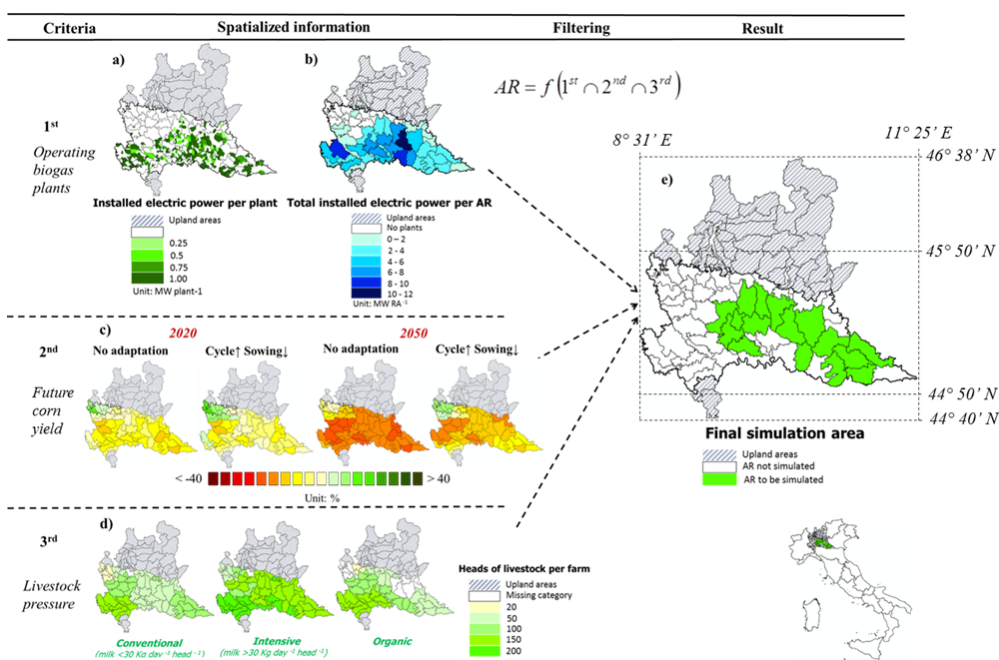 Criteria Spatialized information Filtering Result
a)
b)
AR = f(1st ∩ 2nd ∩ 3rd)
1st
Operating
biogas
plants
Installed electric power per plant
Upland areas
0.25
0.5
0.75
1.00
Unit: MW plant-1
Total installed electric power per AR
Upland areas
No plants
0 – 2
2 - 4
4 - 6
6 - 8
8 - 10
10 - 12
Unit: MW RA -1
8° 31' E
11° 25' E
46° 38' N
e)
45° 50' N
44° 50' N
44° 40' N
Final simulation area
Upland areas
AR not simulated
AR to be simulated
2nd
Future
corn
yield
c)
2020
2050
No adaptation
Cycle↑ Sowing↓
No adaptation
Cycle↑ Sowing↓
< -40
> 40
Unit: %
3rd
Livestock
pressure
d)
Conventional
(milk <30 Kg day -1 head -1)
Intensive
(milk >30 Kg day -1 head -1)
Organic
Heads of livestock per farm
Upland areas
Missing category
20
50
100
150
200